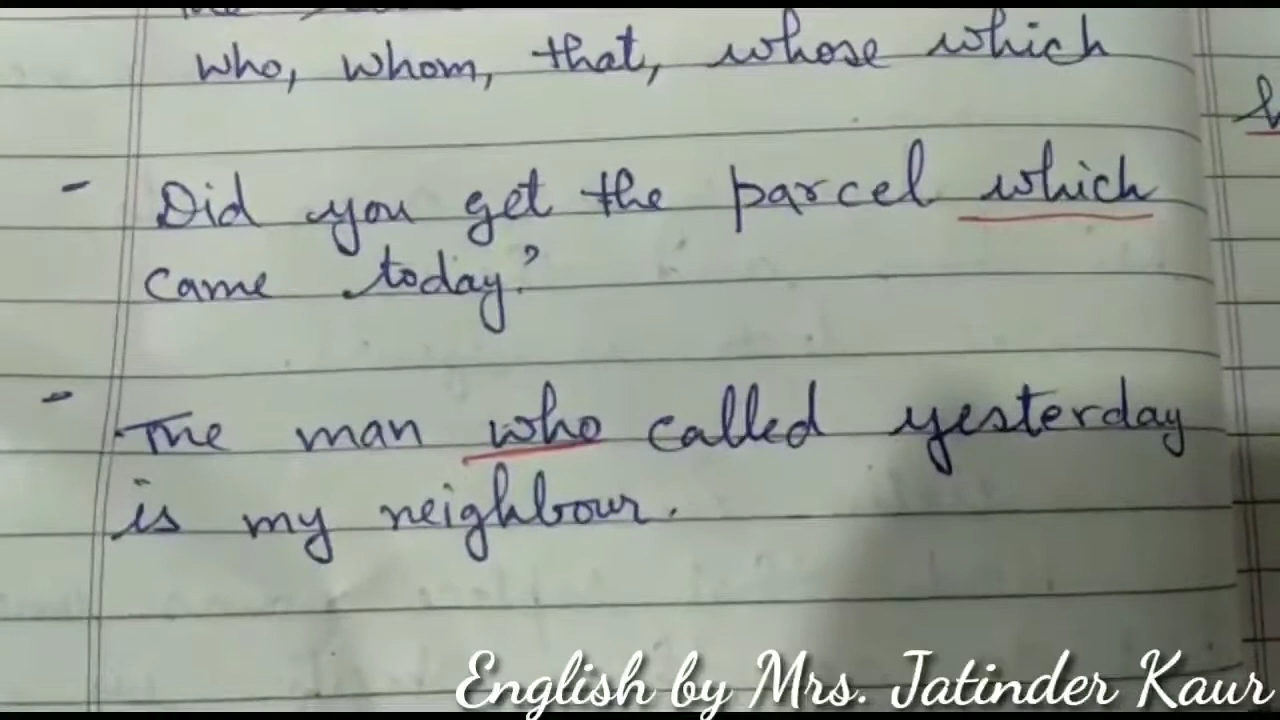 who, whom, that, whose which
- Did you get the parcel which
came today?
- The man who called yesterday
is my neighbour.
English by Mrs. Jatinder Kaur